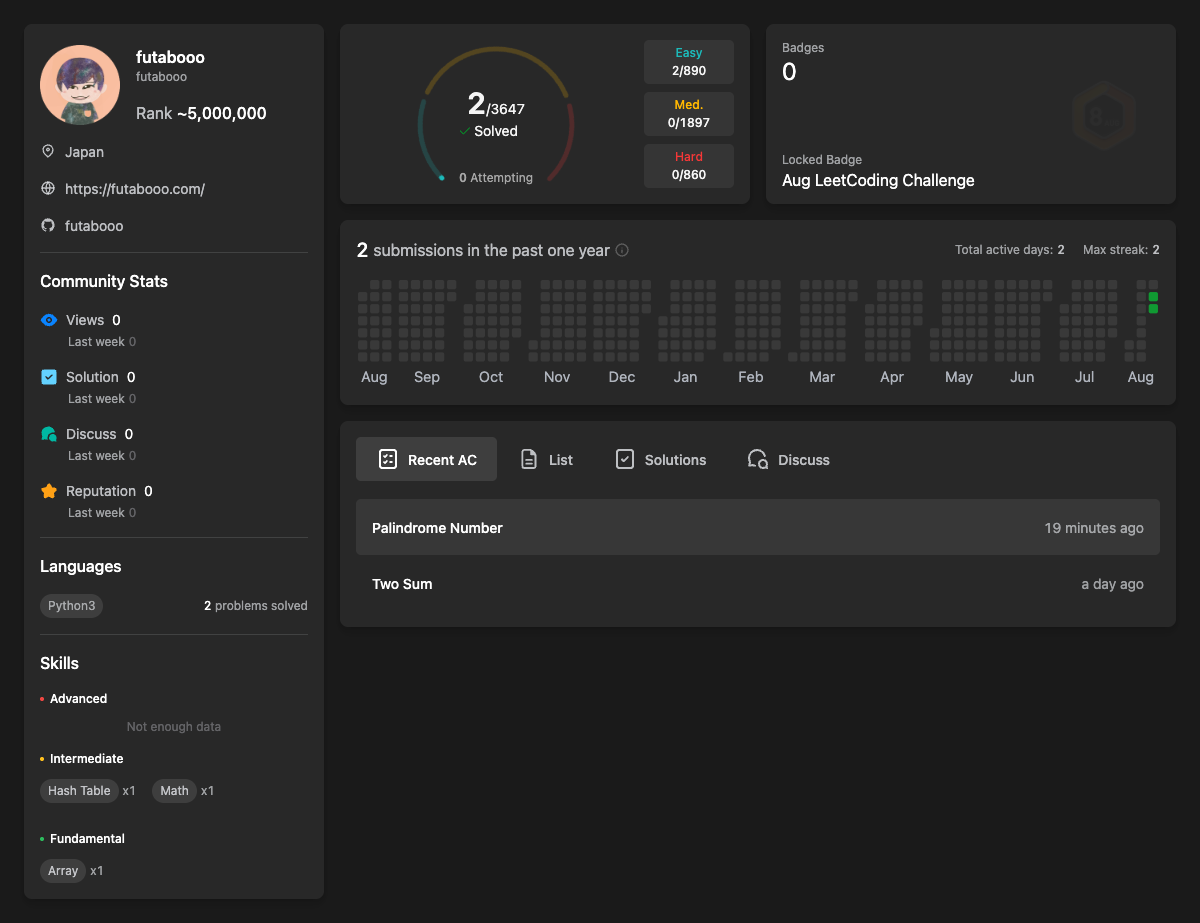 futabooo
futabooo
Rank ~5,000,000
Japan
https://futabooo.com/
futabooo
Community Stats
Views 0
Last week 0
Solution 0
Last week 0
Discuss 0
Last week 0
Reputation 0
Last week 0
Languages
Python3 2 problems solved
Skills
Advanced
Not enough data
Intermediate
Hash Table x1 Math x1
Fundamental
Array x1
2/3647
Solved
0 Attempting
Easy
2/890
Med.
0/1897
Hard
0/860
Badges
0
Locked Badge
Aug LeetCoding Challenge
2 submissions in the past one year Total active days: 2 Max streak: 2
Aug Sep Oct Nov Dec Jan Feb Mar Apr May Jun Jul Aug
Recent AC List Solutions Discuss
Palindrome Number 19 minutes ago
Two Sum a day ago